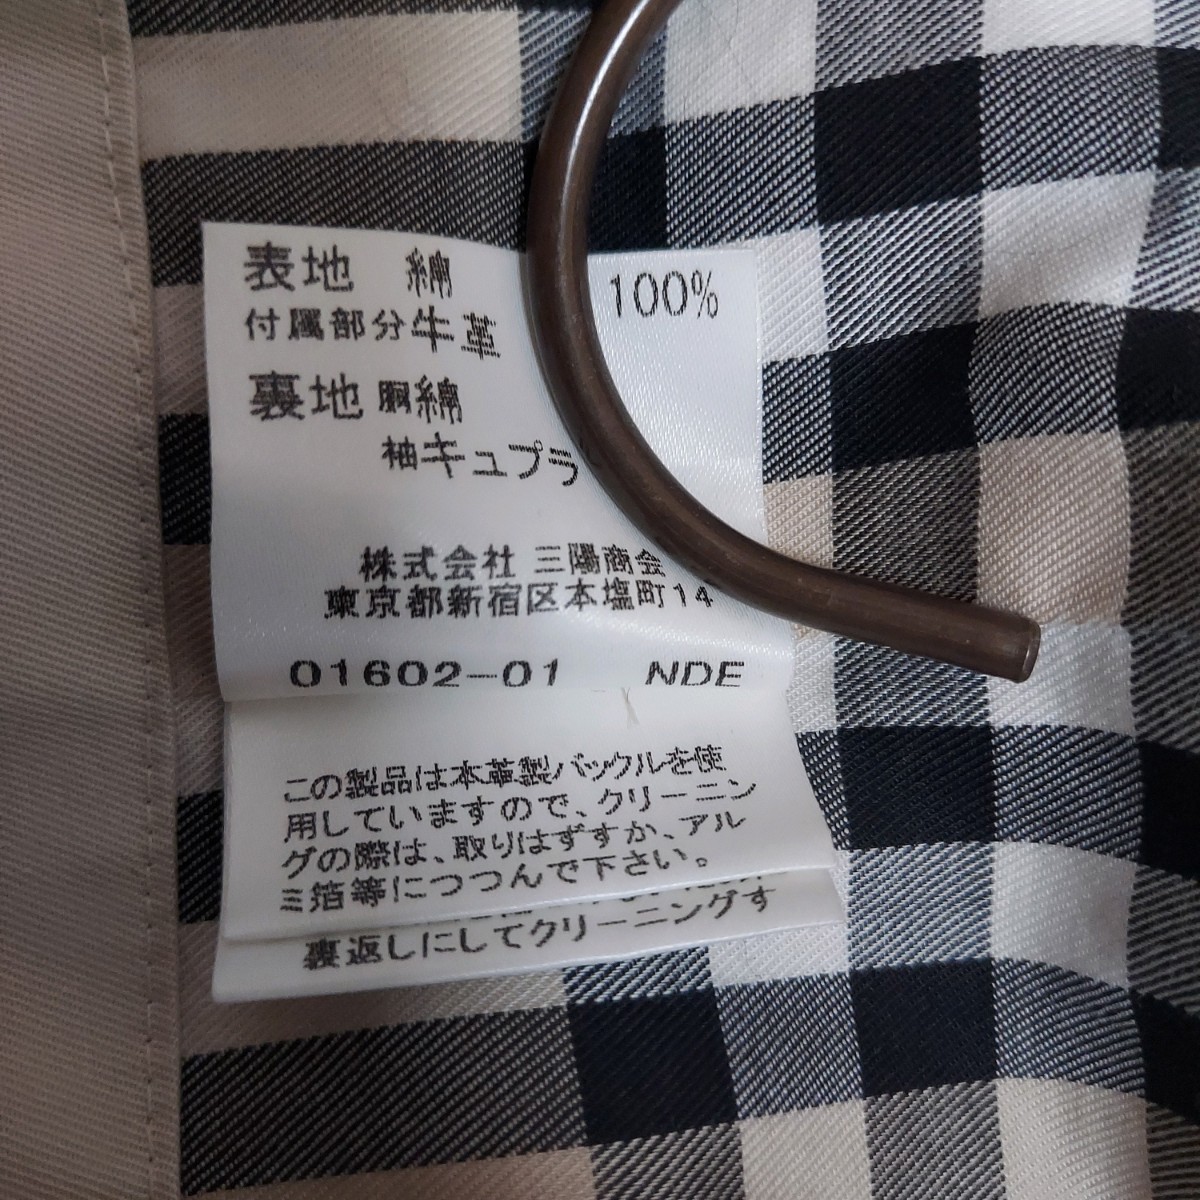 表地 綿 100%
付属部分牛革
裏地 胴綿
袖キュプラ
株式会社 三陽商会
東京都新宿区本塩町14
01602-01 NDE
この製品は本革製バックルを使
用していますので、クリーニン
グの際は、取りはずすか、アル
ミ箔等につつんで下さい。
裏返しにしてクリーニングす